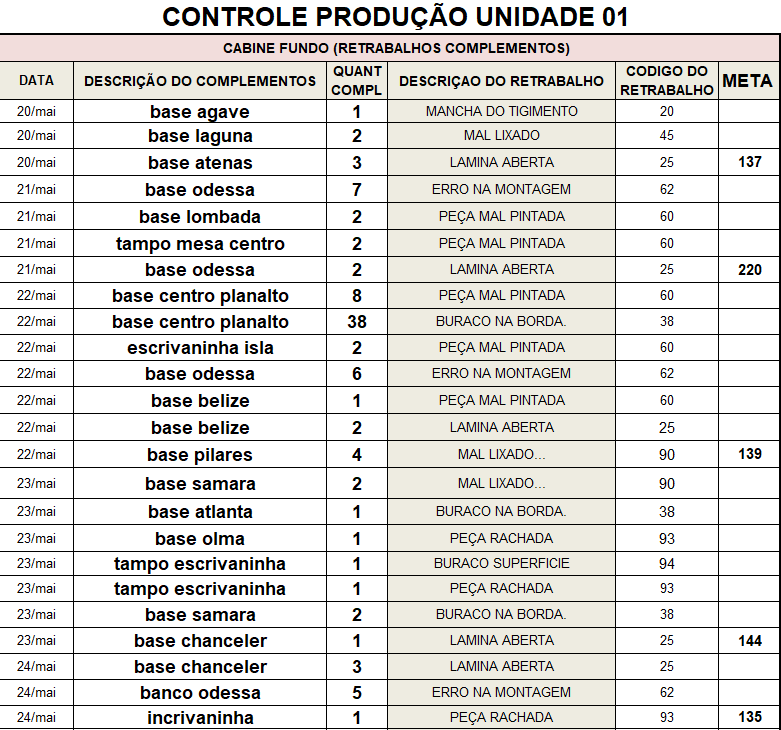 CONTROLE PRODUÇÃO UNIDADE 01
CABINE FUNDO (RETRABALHOS COMPLEMENTOS)
DATA DESCRIÇÃO DO COMPLEMENTOS QUANT COMPL DESCRIÇAO DO RETRABALHO CODIGO DO RETRABALHO META
20/mai base agave 1 MANCHA DO TIGIMENTO 20
20/mai base laguna 2 MAL LIXADO 45
20/mai base atenas 3 LAMINA ABERTA 25 137
21/mai base odessa 7 ERRO NA MONTAGEM 62
21/mai base lombada 2 PEÇA MAL PINTADA 60
21/mai tampo mesa centro 2 PEÇA MAL PINTADA 60
21/mai base odessa 2 LAMINA ABERTA 25 220
22/mai base centro planalto 8 PEÇA MAL PINTADA 60
22/mai base centro planalto 38 BURACO NA BORDA. 38
22/mai escrivaninha isla 2 PEÇA MAL PINTADA 60
22/mai base odessa 6 ERRO NA MONTAGEM 62
22/mai base belize 1 PEÇA MAL PINTADA 60
22/mai base belize 2 LAMINA ABERTA 25
22/mai base pilares 4 MAL LIXADO... 90 139
23/mai base samara 2 MAL LIXADO... 90
23/mai base atlanta 1 BURACO NA BORDA. 38
23/mai base olma 1 PEÇA RACHADA 93
23/mai tampo escrivaninha 1 BURACO SUPERFICIE 94
23/mai tampo escrivaninha 1 PEÇA RACHADA 93
23/mai base samara 2 BURACO NA BORDA. 38
23/mai base chanceler 1 LAMINA ABERTA 25 144
24/mai base chanceler 3 LAMINA ABERTA 25
24/mai banco odessa 5 ERRO NA MONTAGEM 62
24/mai incrivaninha 1 PEÇA RACHADA 93 135